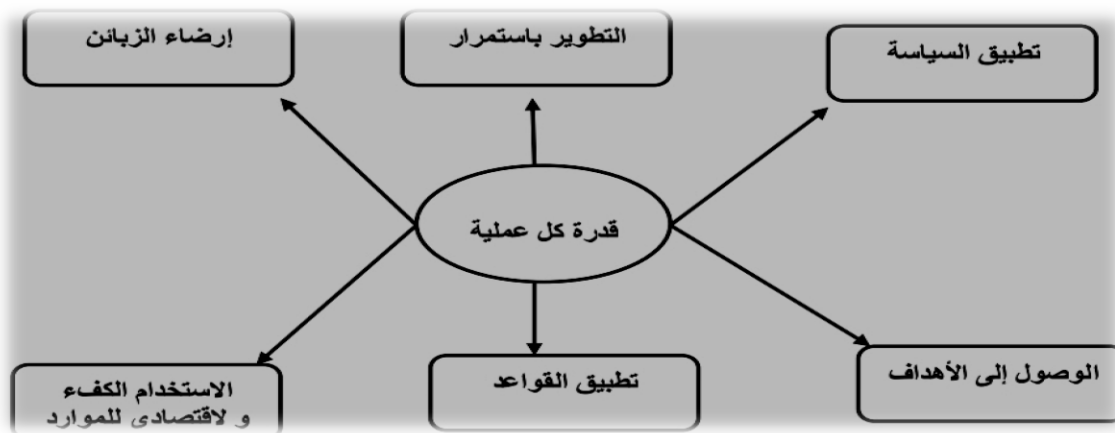 تطبيق السياسة
التطوير باستمرار
إرضاء الزبائن
قدرة كل عملية
الوصول إلى الأهداف
تطبيق القواعد
الاستخدام الكفء
و لاقتصادي للموارد